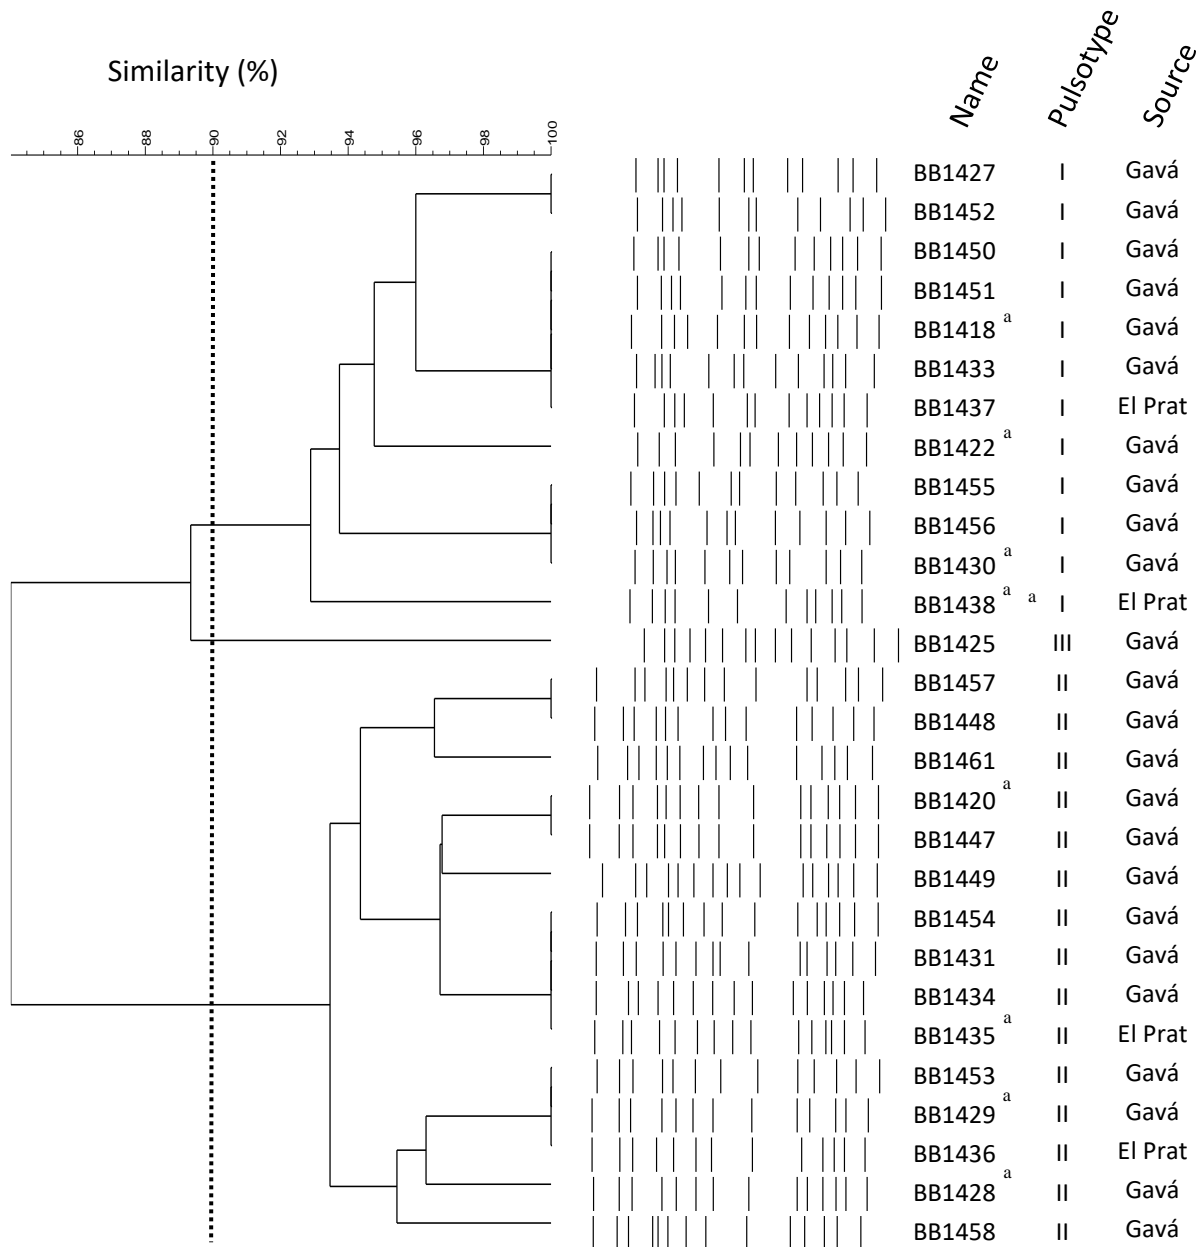 Similarity (%)
Name Pulsotype Source
86 88 90 92 94 96 98 100
BB1427 I Gavá
BB1452 I Gavá
BB1450 I Gavá
BB1451 I Gavá
BB1418 a I Gavá
BB1433 I Gavá
BB1437 I El Prat
BB1422 a I Gavá
BB1455 I Gavá
BB1456 I Gavá
BB1430 a I Gavá
BB1438 a a I El Prat
BB1425 III Gavá
BB1457 II Gavá
BB1448 II Gavá
BB1461 II Gavá
BB1420 a II Gavá
BB1447 II Gavá
BB1449 II Gavá
BB1454 II Gavá
BB1431 II Gavá
BB1434 II Gavá
BB1435 a II El Prat
BB1453 II Gavá
BB1429 a II Gavá
BB1436 II El Prat
BB1428 a II Gavá
BB1458 II Gavá